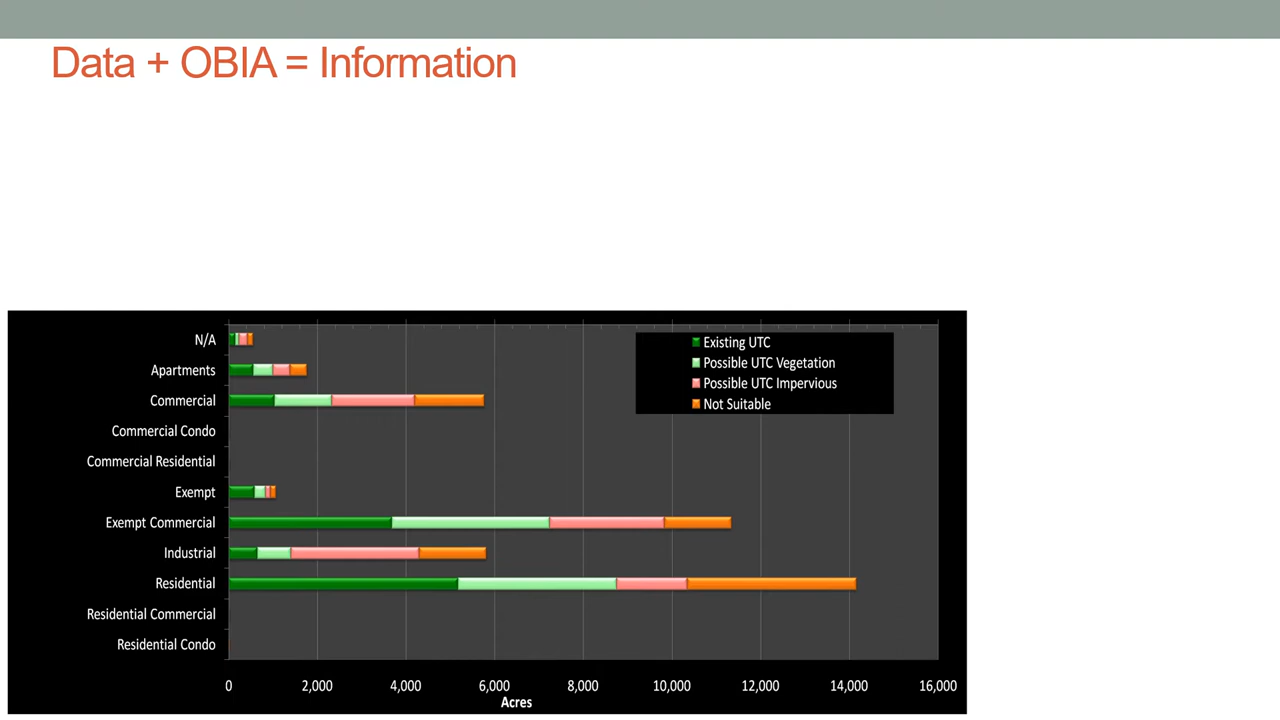 Data + OBIA = Information
N/A
Apartments
Commercial
Commercial Condo
Commercial Residential
Exempt
Exempt Commercial
Industrial
Residential
Residential Commercial
Residential Condo
Existing UTC
Possible UTC Vegetation
Possible UTC Impervious
Not Suitable
0 2,000 4,000 6,000 8,000 10,000 12,000 14,000 16,000
Acres